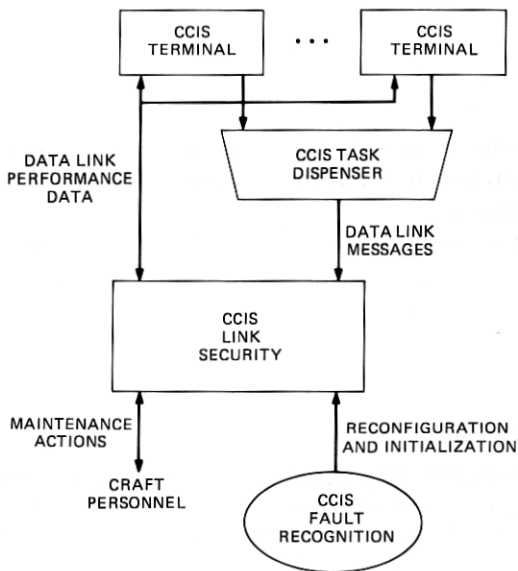 CCIS
TERMINAL
...
CCIS
TERMINAL
CCIS TASK
DISPENSER
DATA LINK
PERFORMANCE
DATA
DATA LINK
MESSAGES
CCIS
LINK
SECURITY
MAINTENANCE
ACTIONS
RECONFIGURATION
AND INITIALIZATION
CRAFT
PERSONNEL
CCIS
FAULT
RECOGNITION